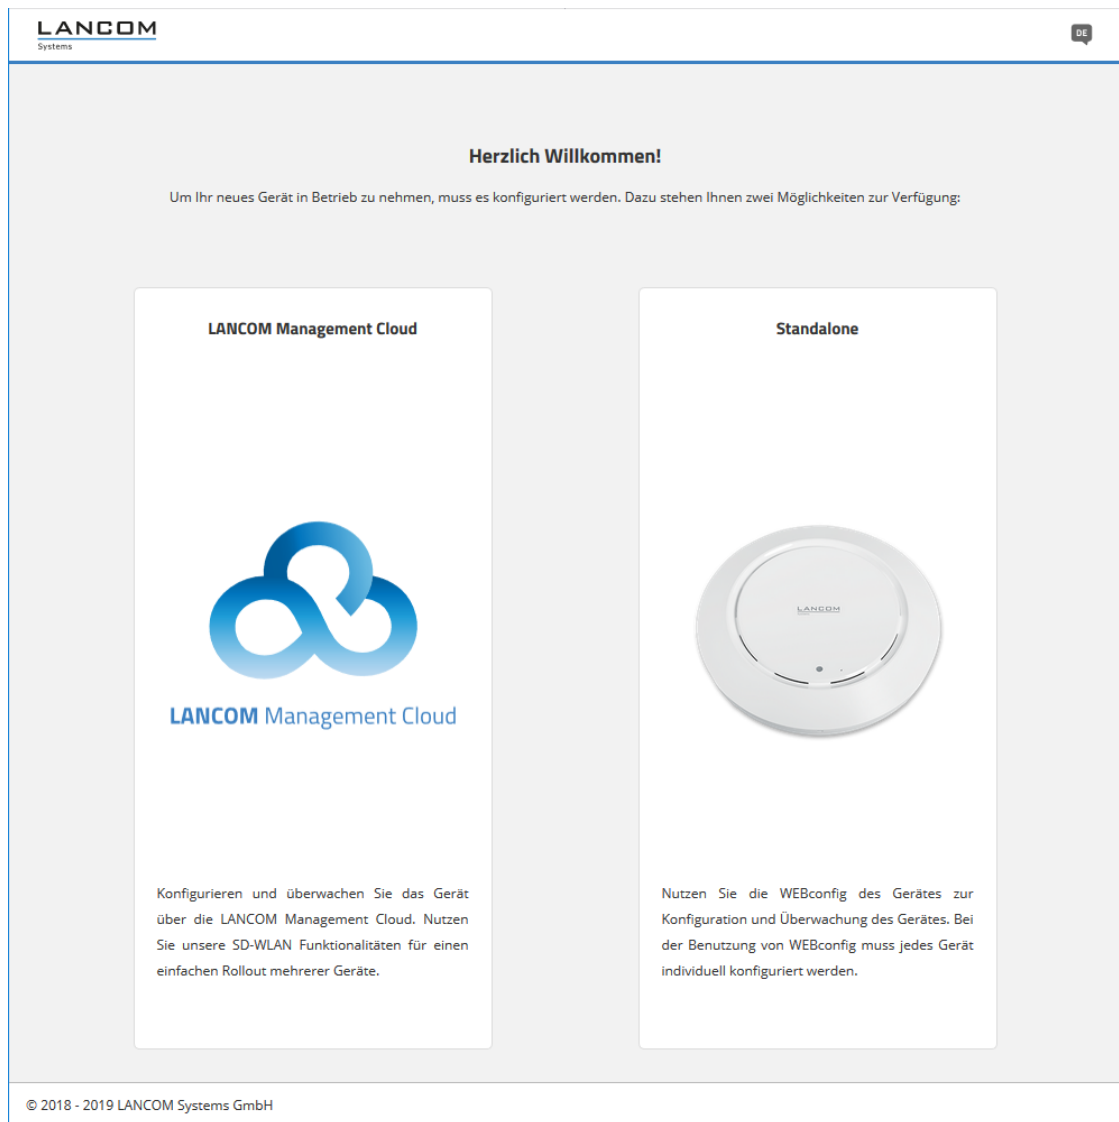 LANCOM
Systems
DE
Herzlich Willkommen!
Um Ihr neues Gerät in Betrieb zu nehmen, muss es konfiguriert werden. Dazu stehen Ihnen zwei Möglichkeiten zur Verfügung:
LANCOM Management Cloud
LANCOM Management Cloud
Konfigurieren und überwachen Sie das Gerät
über die LANCOM Management Cloud. Nutzen
Sie unsere SD-WLAN Funktionalitäten für einen
einfachen Rollout mehrerer Geräte.
Standalone
LANCOM
Nutzen Sie die WEBconfig des Gerätes zur
Konfiguration und Überwachung des Gerätes. Bei
der Benutzung von WEBconfig muss jedes Gerät
individuell konfiguriert werden.
© 2018 - 2019 LANCOM Systems GmbH